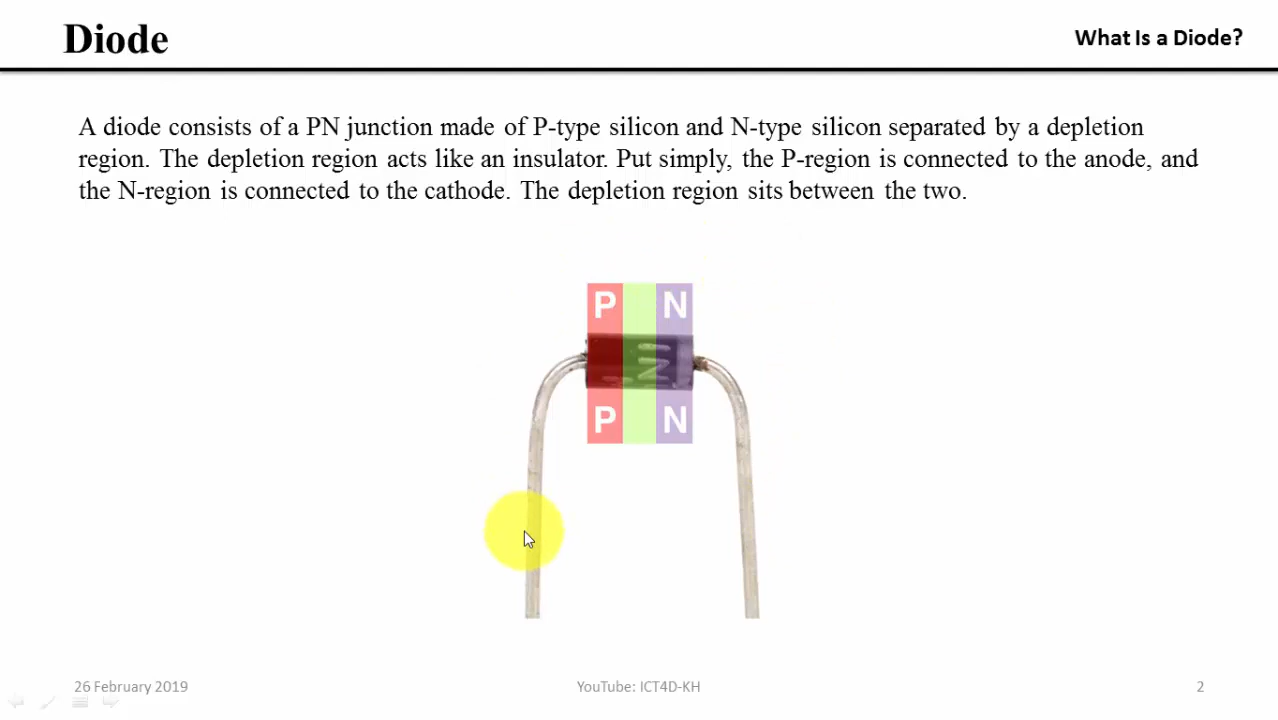 Diode
What Is a Diode?
A diode consists of a PN junction made of P-type silicon and N-type silicon separated by a depletion
region. The depletion region acts like an insulator. Put simply, the P-region is connected to the anode, and
the N-region is connected to the cathode. The depletion region sits between the two.
P N
P N
26 February 2019
YouTube: ICT4D-KH
2